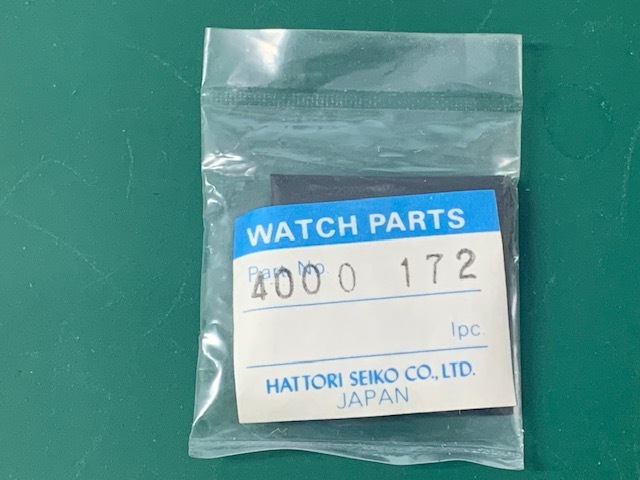 WATCH PARTS
Part No.
4000 172
1pc.
HATTORI SEIKO CO., LTD.
JAPAN